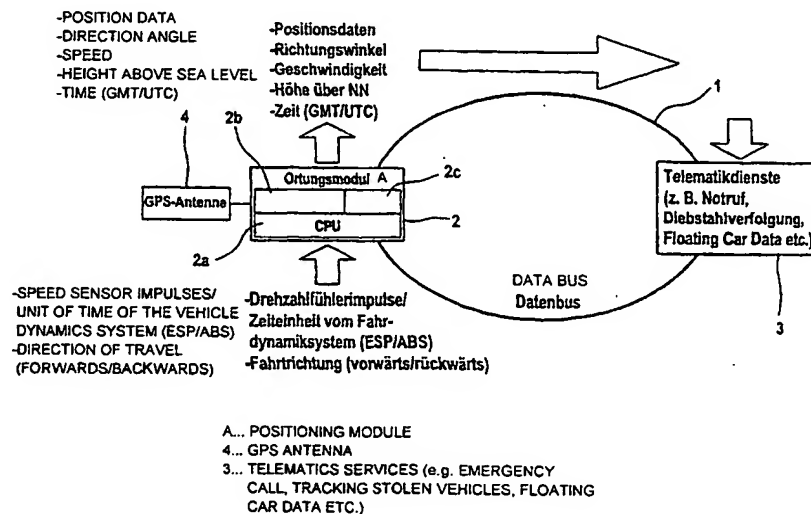 -POSITION DATA
-DIRECTION ANGLE
-SPEED
-HEIGHT ABOVE SEA LEVEL
-TIME (GMT/UTC)
-Positionsdaten
-Richtungswinkel
-Geschwindigkeit
-Höhe über NN
-Zeit (GMT/UTC)
1
4
2b
2c
Ortungsmodul A
GPS-Antenne
CPU
2
2a
Telematikdienste
(z. B. Notruf,
Diebstahlverfolgung,
Floating Car Data etc.)
3
DATA BUS
Datenbus
-SPEED SENSOR IMPULSES/
UNIT OF TIME OF THE VEHICLE
DYNAMICS SYSTEM (ESP/ABS)
-DIRECTION OF TRAVEL
(FORWARDS/BACKWARDS)
-Drehzahlfühlerimpulse/
Zeiteinheit vom Fahr-
dynamiksystem (ESP/ABS)
-Fahrtrichtung (vorwärts/rückwärts)
A... POSITIONING MODULE
4... GPS ANTENNA
3... TELEMATICS SERVICES (e.g. EMERGENCY
CALL, TRACKING STOLEN VEHICLES, FLOATING
CAR DATA ETC.)